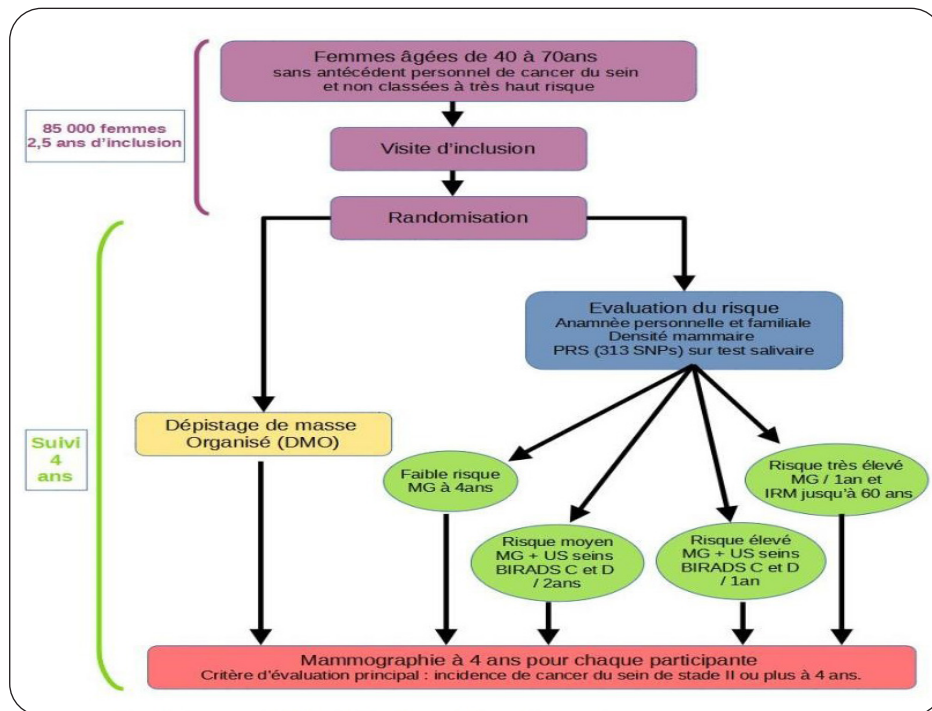 Femmes âgées de 40 à 70ans
sans antécédent personnel de cancer du sein
et non classées à très haut risque
85 000 femmes
2,5 ans d'inclusion
Visite d'inclusion
Randomisation
Evaluation du risque
Anamnèe personnelle et familiale
Densité mammaire
PRS (313 SNPs) sur test salivaire
Suivi
4
ans
Dépistage de masse
Organisé (DMO)
Faible risque
MG à 4ans
Risque moyen
MG + US seins
BIRADS C et D
/ 2ans
Risque élevé
MG + US seins
BIRADS C et D
/ 1an
Risque très élevé
MG / 1an et
IRM jusqu'à 60 ans
Mammographie à 4 ans pour chaque participante
Critère d'évaluation principal : incidence de cancer du sein de stade II ou plus à 4 ans.